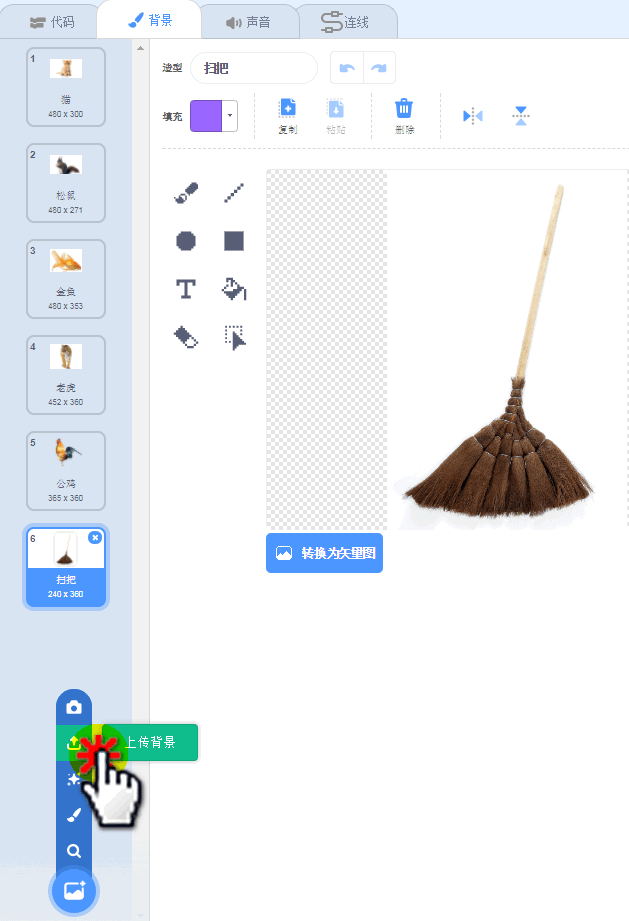 代码
背景
声音
连线
1
猫
480 x 300
2
松鼠
480 x 271
3
金鱼
480 x 353
4
老虎
452 x 360
5
公鸡
365 x 360
6
扫把
240 x 360
造型
扫把
填充
复制
粘贴
删除
T
转换为矢量图
上传背景